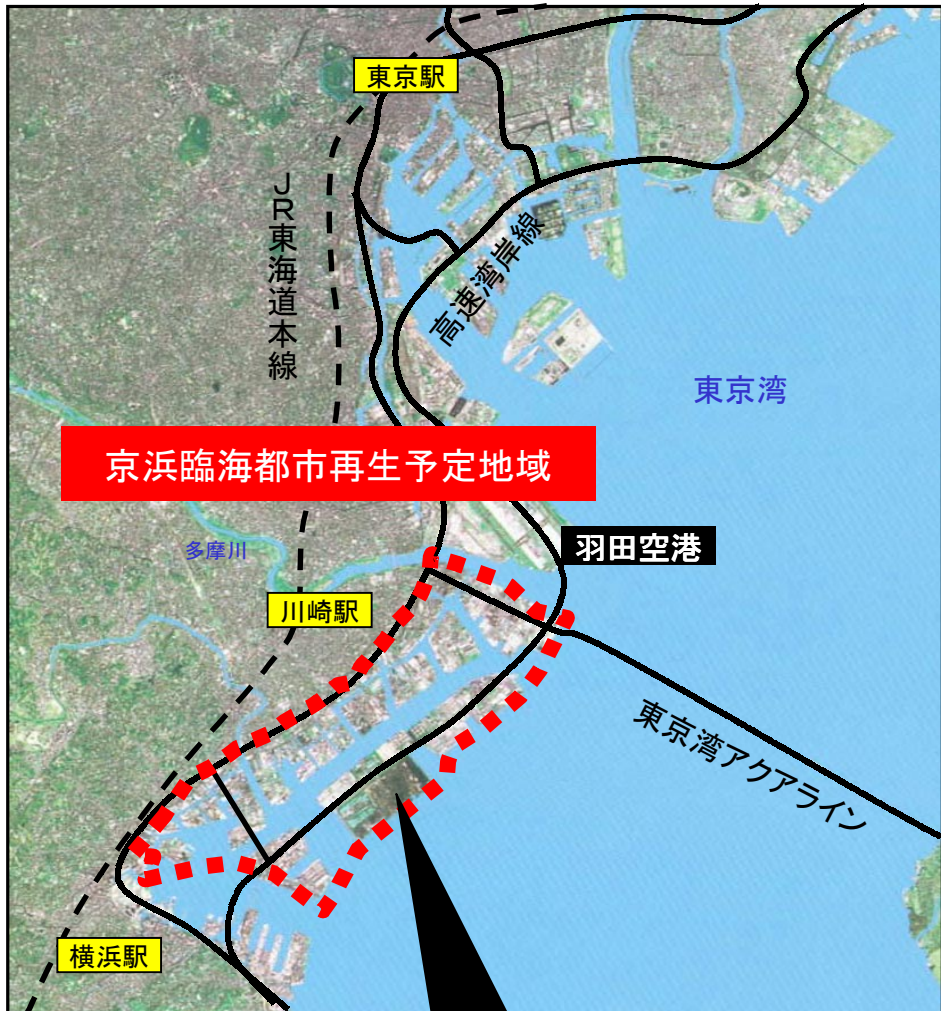 東京駅
JR東海道本線
高速湾岸線
東京湾
京浜臨海都市再生予定地域
多摩川
羽田空港
川崎駅
東京湾アクアライン
横浜駅